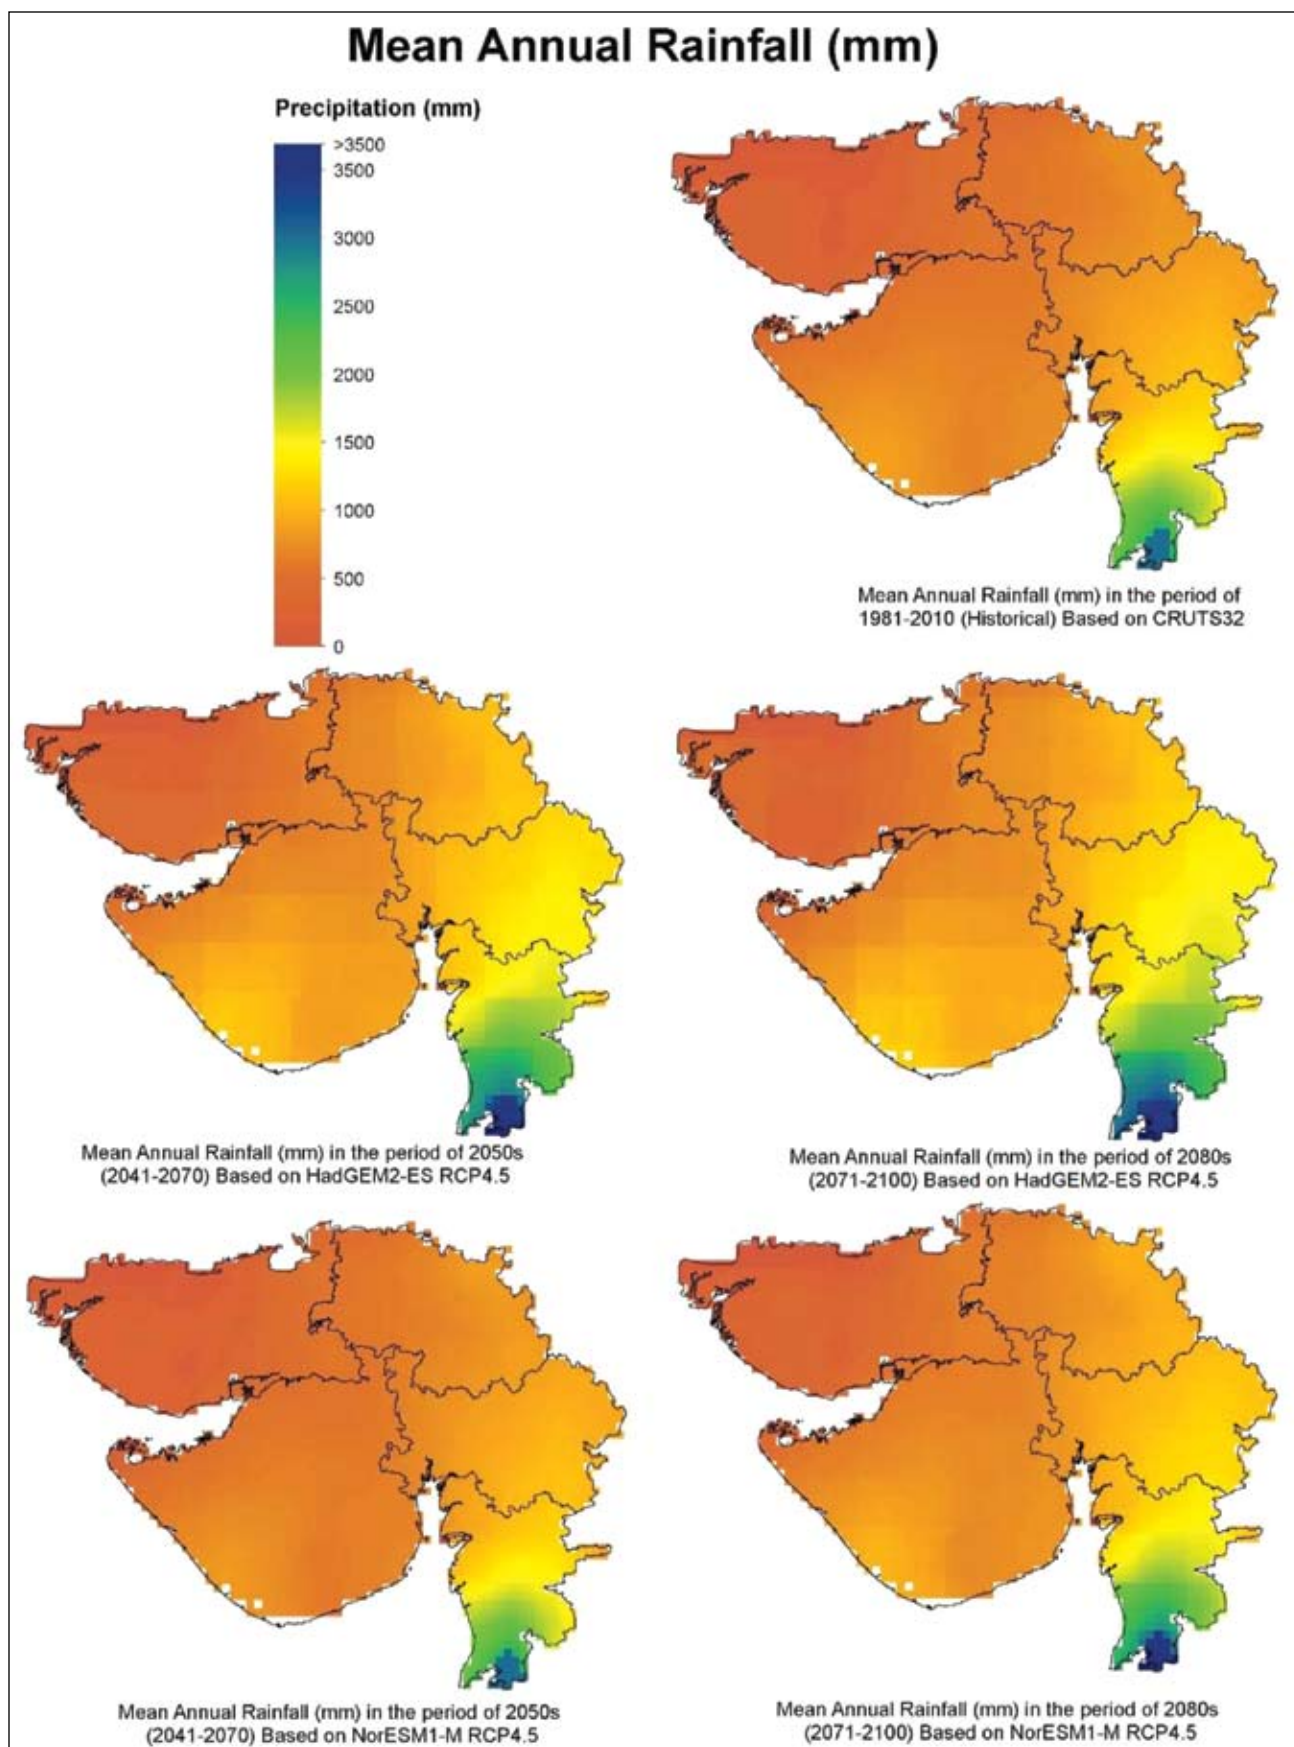 Mean Annual Rainfall (mm)
Precipitation (mm)
>3500
3500
3000
2500
2000
1500
1000
500
0
Mean Annual Rainfall (mm) in the period of
1981-2010 (Historical) Based on CRUTS32
Mean Annual Rainfall (mm) in the period of 2050s
(2041-2070) Based on HadGEM2-ES RCP4.5
Mean Annual Rainfall (mm) in the period of 2080s
(2071-2100) Based on HadGEM2-ES RCP4.5
Mean Annual Rainfall (mm) in the period of 2050s
(2041-2070) Based on NorESM1-M RCP4.5
Mean Annual Rainfall (mm) in the period of 2080s
(2071-2100) Based on NorESM1-M RCP4.5